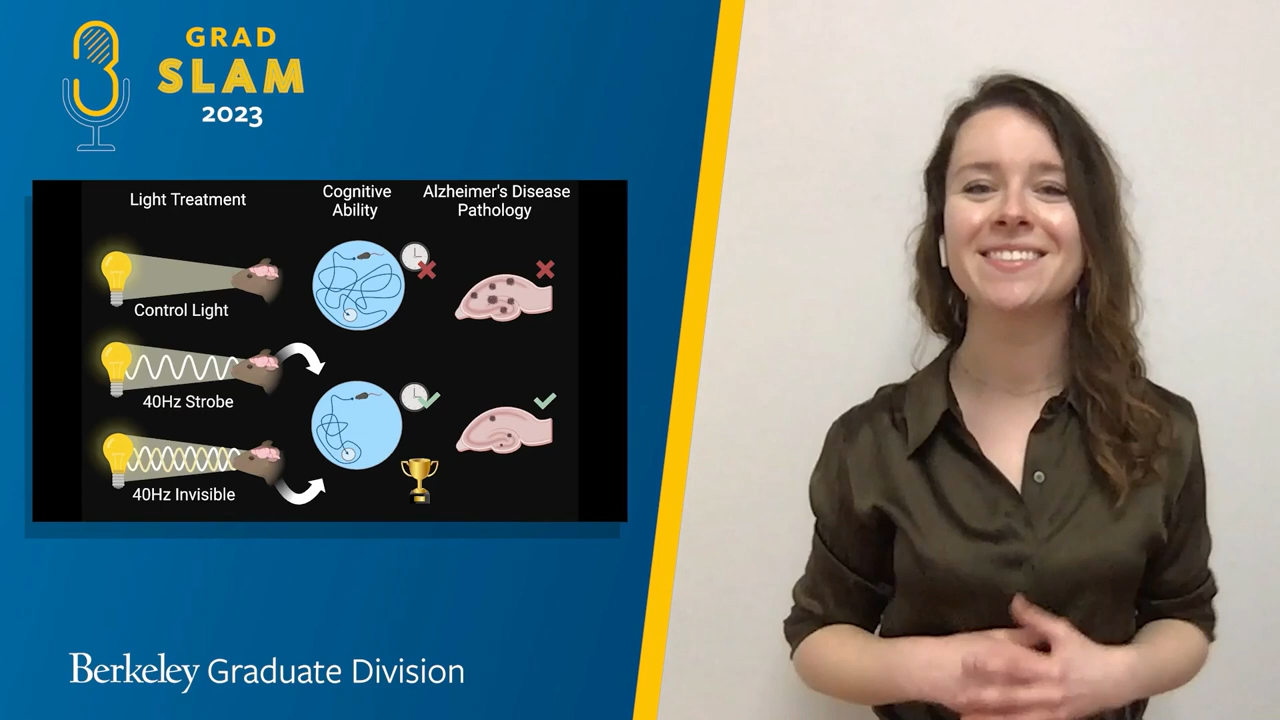 GRAD
SLAM
2023
Light Treatment
Cognitive
Ability
Alzheimer's Disease
Pathology
Control Light
40Hz Strobe
40Hz Invisible
Berkeley Graduate Division